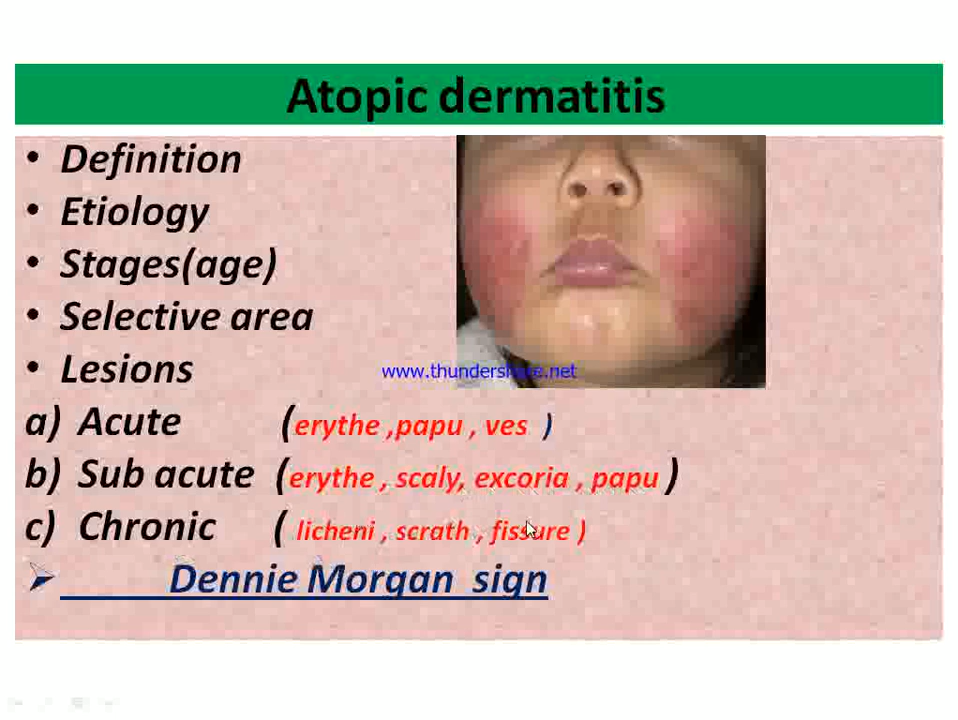 Atopic dermatitis
• Definition
• Etiology
• Stages(age)
• Selective area
• Lesions
www.thundershare.net
a) Acute (erythe ,papu , ves )
b) Sub acute (erythe , scaly, excoria , papu )
c) Chronic ( licheni , scrath , fissure )
➢ Dennie Morgan sign